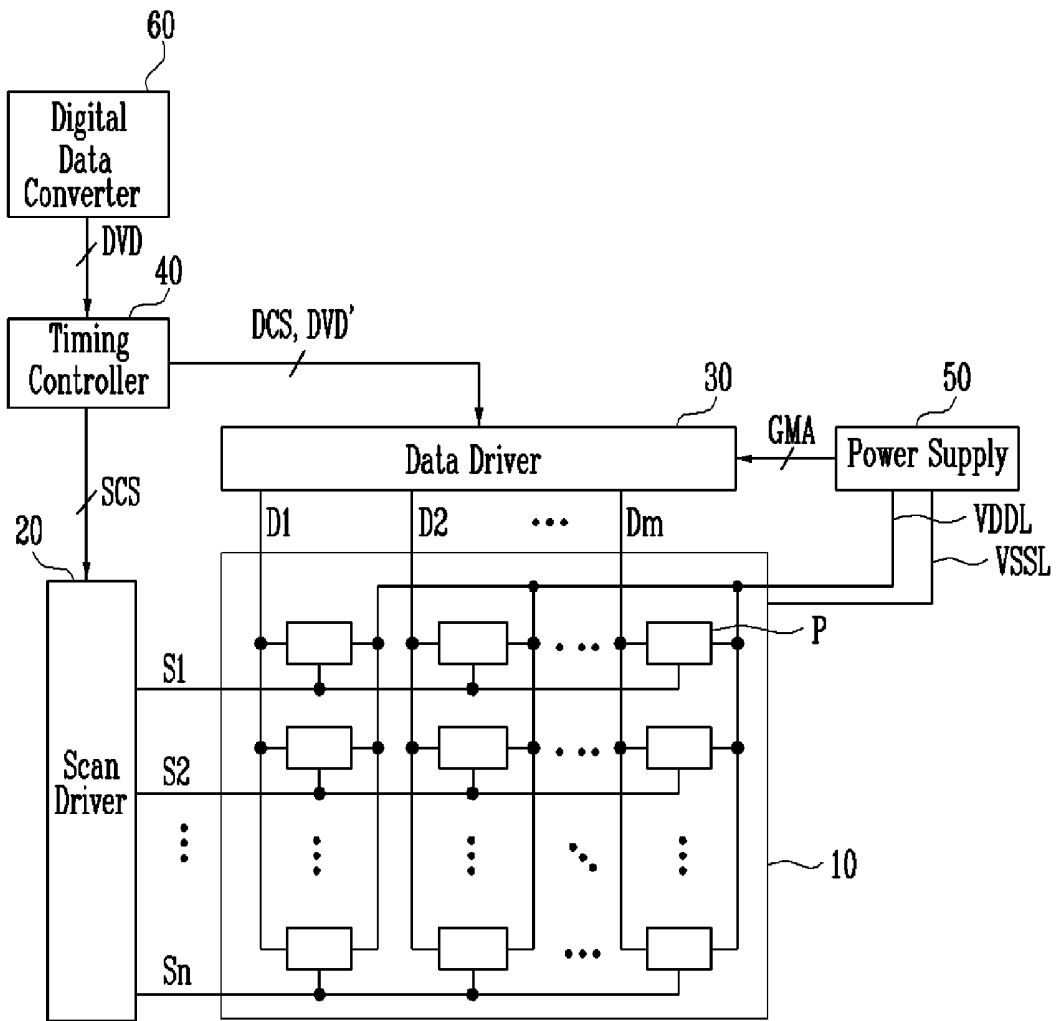 60
Digital
Data
Converter
DVD
40
Timing
Controller
DCS, DVD'
30
50
Data Driver
GMA
Power Supply
SCS
D1
D2
Dm
VDDL
VSSL
20
P
S1
S2
Scan
Driver
10
Sn